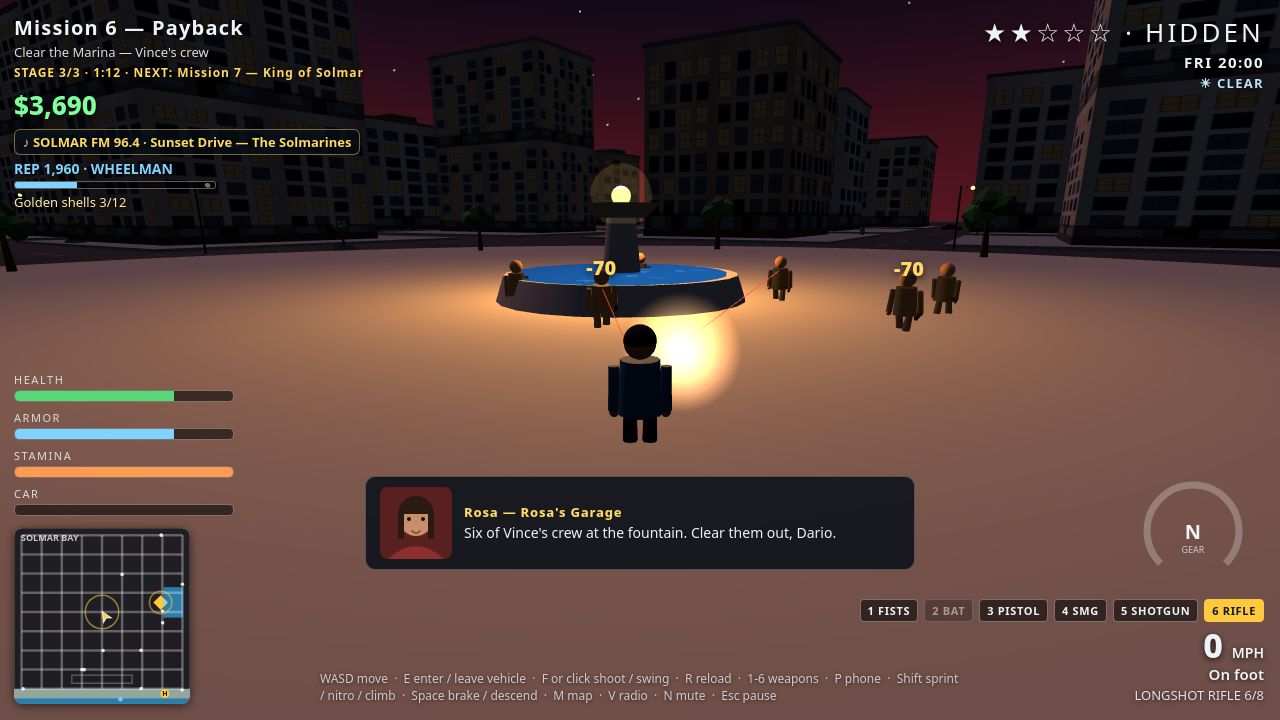 Mission 6 — Payback
Clear the Marina — Vince's crew
STAGE 3/3 · 1:12 · NEXT: Mission 7 — King of Solmar
$3,690
♪ SOLMAR FM 96.4 · Sunset Drive — The Solmarines
REP 1,960 · WHEELMAN
Golden shells 3/12
★★☆☆☆ · HIDDEN
FRI 20:00
☀ CLEAR
-70
-70
HEALTH
ARMOR
STAMINA
CAR
SOLMAR BAY
H
Rosa — Rosa's Garage
Six of Vince's crew at the fountain. Clear them out, Dario.
N
GEAR
1 FISTS
2 BAT
3 PISTOL
4 SMG
5 SHOTGUN
6 RIFLE
0 MPH
On foot
LONGSHOT RIFLE 6/8
WASD move · E enter / leave vehicle · F or click shoot / swing · R reload · 1-6 weapons · P phone · Shift sprint
/ nitro / climb · Space brake / descend · M map · V radio · N mute · Esc pause